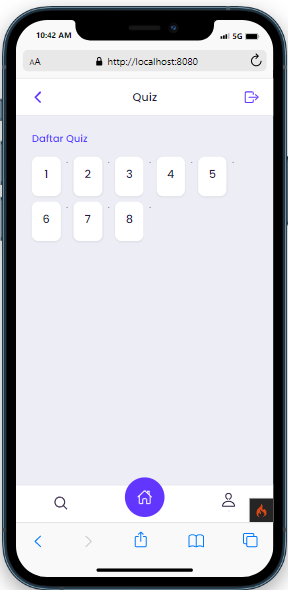 10:42 AM 5G
AA http://localhost:8080
Quiz
Daftar Quiz
1 2 3 4 5
6 7 8